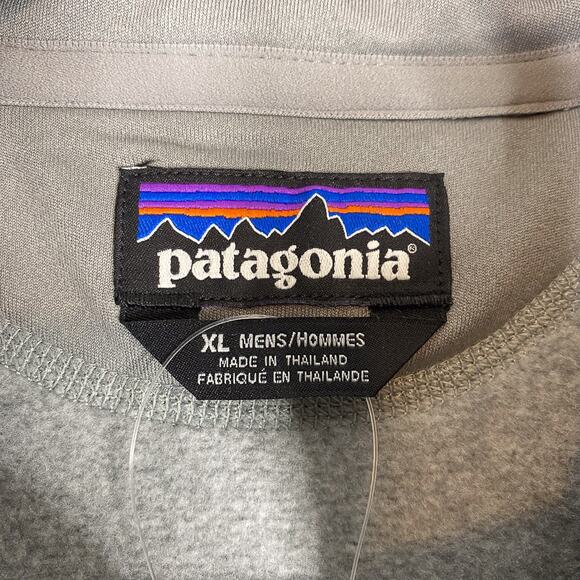 patagonia®
XL MENS/HOMMES
MADE IN THAILAND
FABRIQUÉ EN THAILANDE